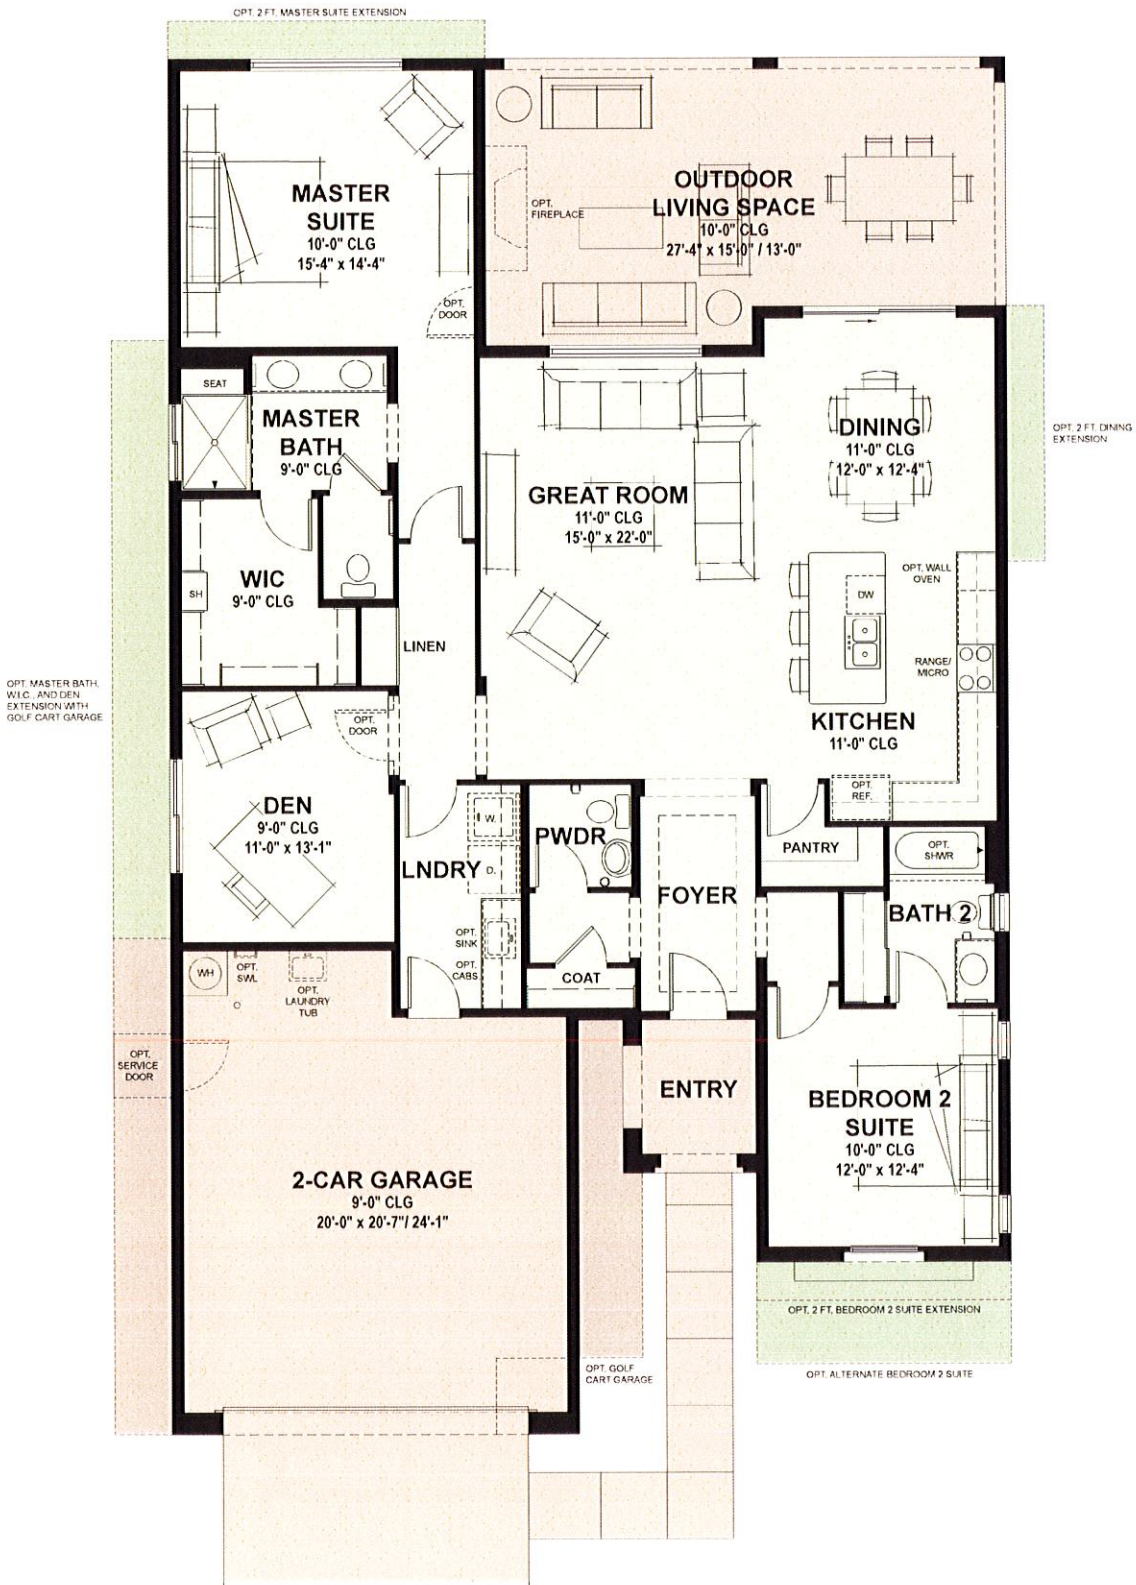 OPT. 2 FT. MASTER SUITE EXTENSION
MASTER
SUITE
10'-0" CLG
15'-4" x 14'-4"
OPT.
DOOR
OUTDOOR
LIVING SPACE
10'-0" CLG
27'-4" x 15'-0" / 13'-0"
OPT.
FIREPLACE
SEAT
MASTER
BATH
9'-0" CLG
GREAT ROOM
11'-0" CLG
15'-0" x 22'-0"
DINING
11'-0" CLG
12'-0" x 12'-4"
OPT. 2 FT. DINING
EXTENSION
WIC
9'-0" CLG
SH
LINEN
OPT. WALL
OVEN
DW
RANGE/
MICRO
KITCHEN
11'-0" CLG
OPT.
REF.
OPT. MASTER BATH,
W.I.C., AND DEN
EXTENSION WITH
GOLF CART GARAGE
OPT.
DOOR
DEN
9'-0" CLG
11'-0" x 13'-1"
W.
D.
LNDRY
OPT.
SINK
OPT.
CABS
PWDR
COAT
FOYER
PANTRY
OPT.
SHWR
BATH 2
WH
OPT.
SWL
OPT.
LAUNDRY
TUB
OPT.
SERVICE
DOOR
ENTRY
BEDROOM 2
SUITE
10'-0" CLG
12'-0" x 12'-4"
2-CAR GARAGE
9'-0" CLG
20'-0" x 20'-7"/ 24'-1"
OPT. 2 FT. BEDROOM 2 SUITE EXTENSION
OPT. GOLF
CART GARAGE
OPT. ALTERNATE BEDROOM 2 SUITE